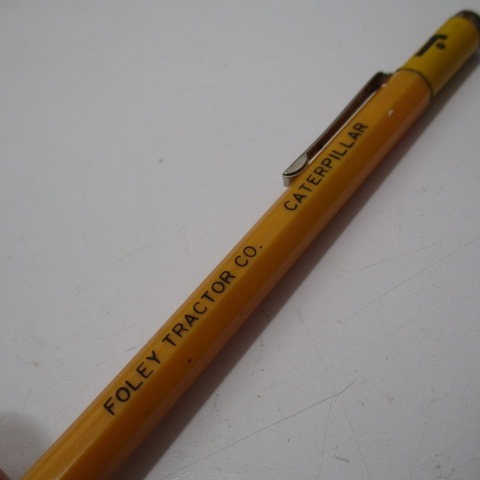 FOLEY TRACTOR CO. CATERPILLAR